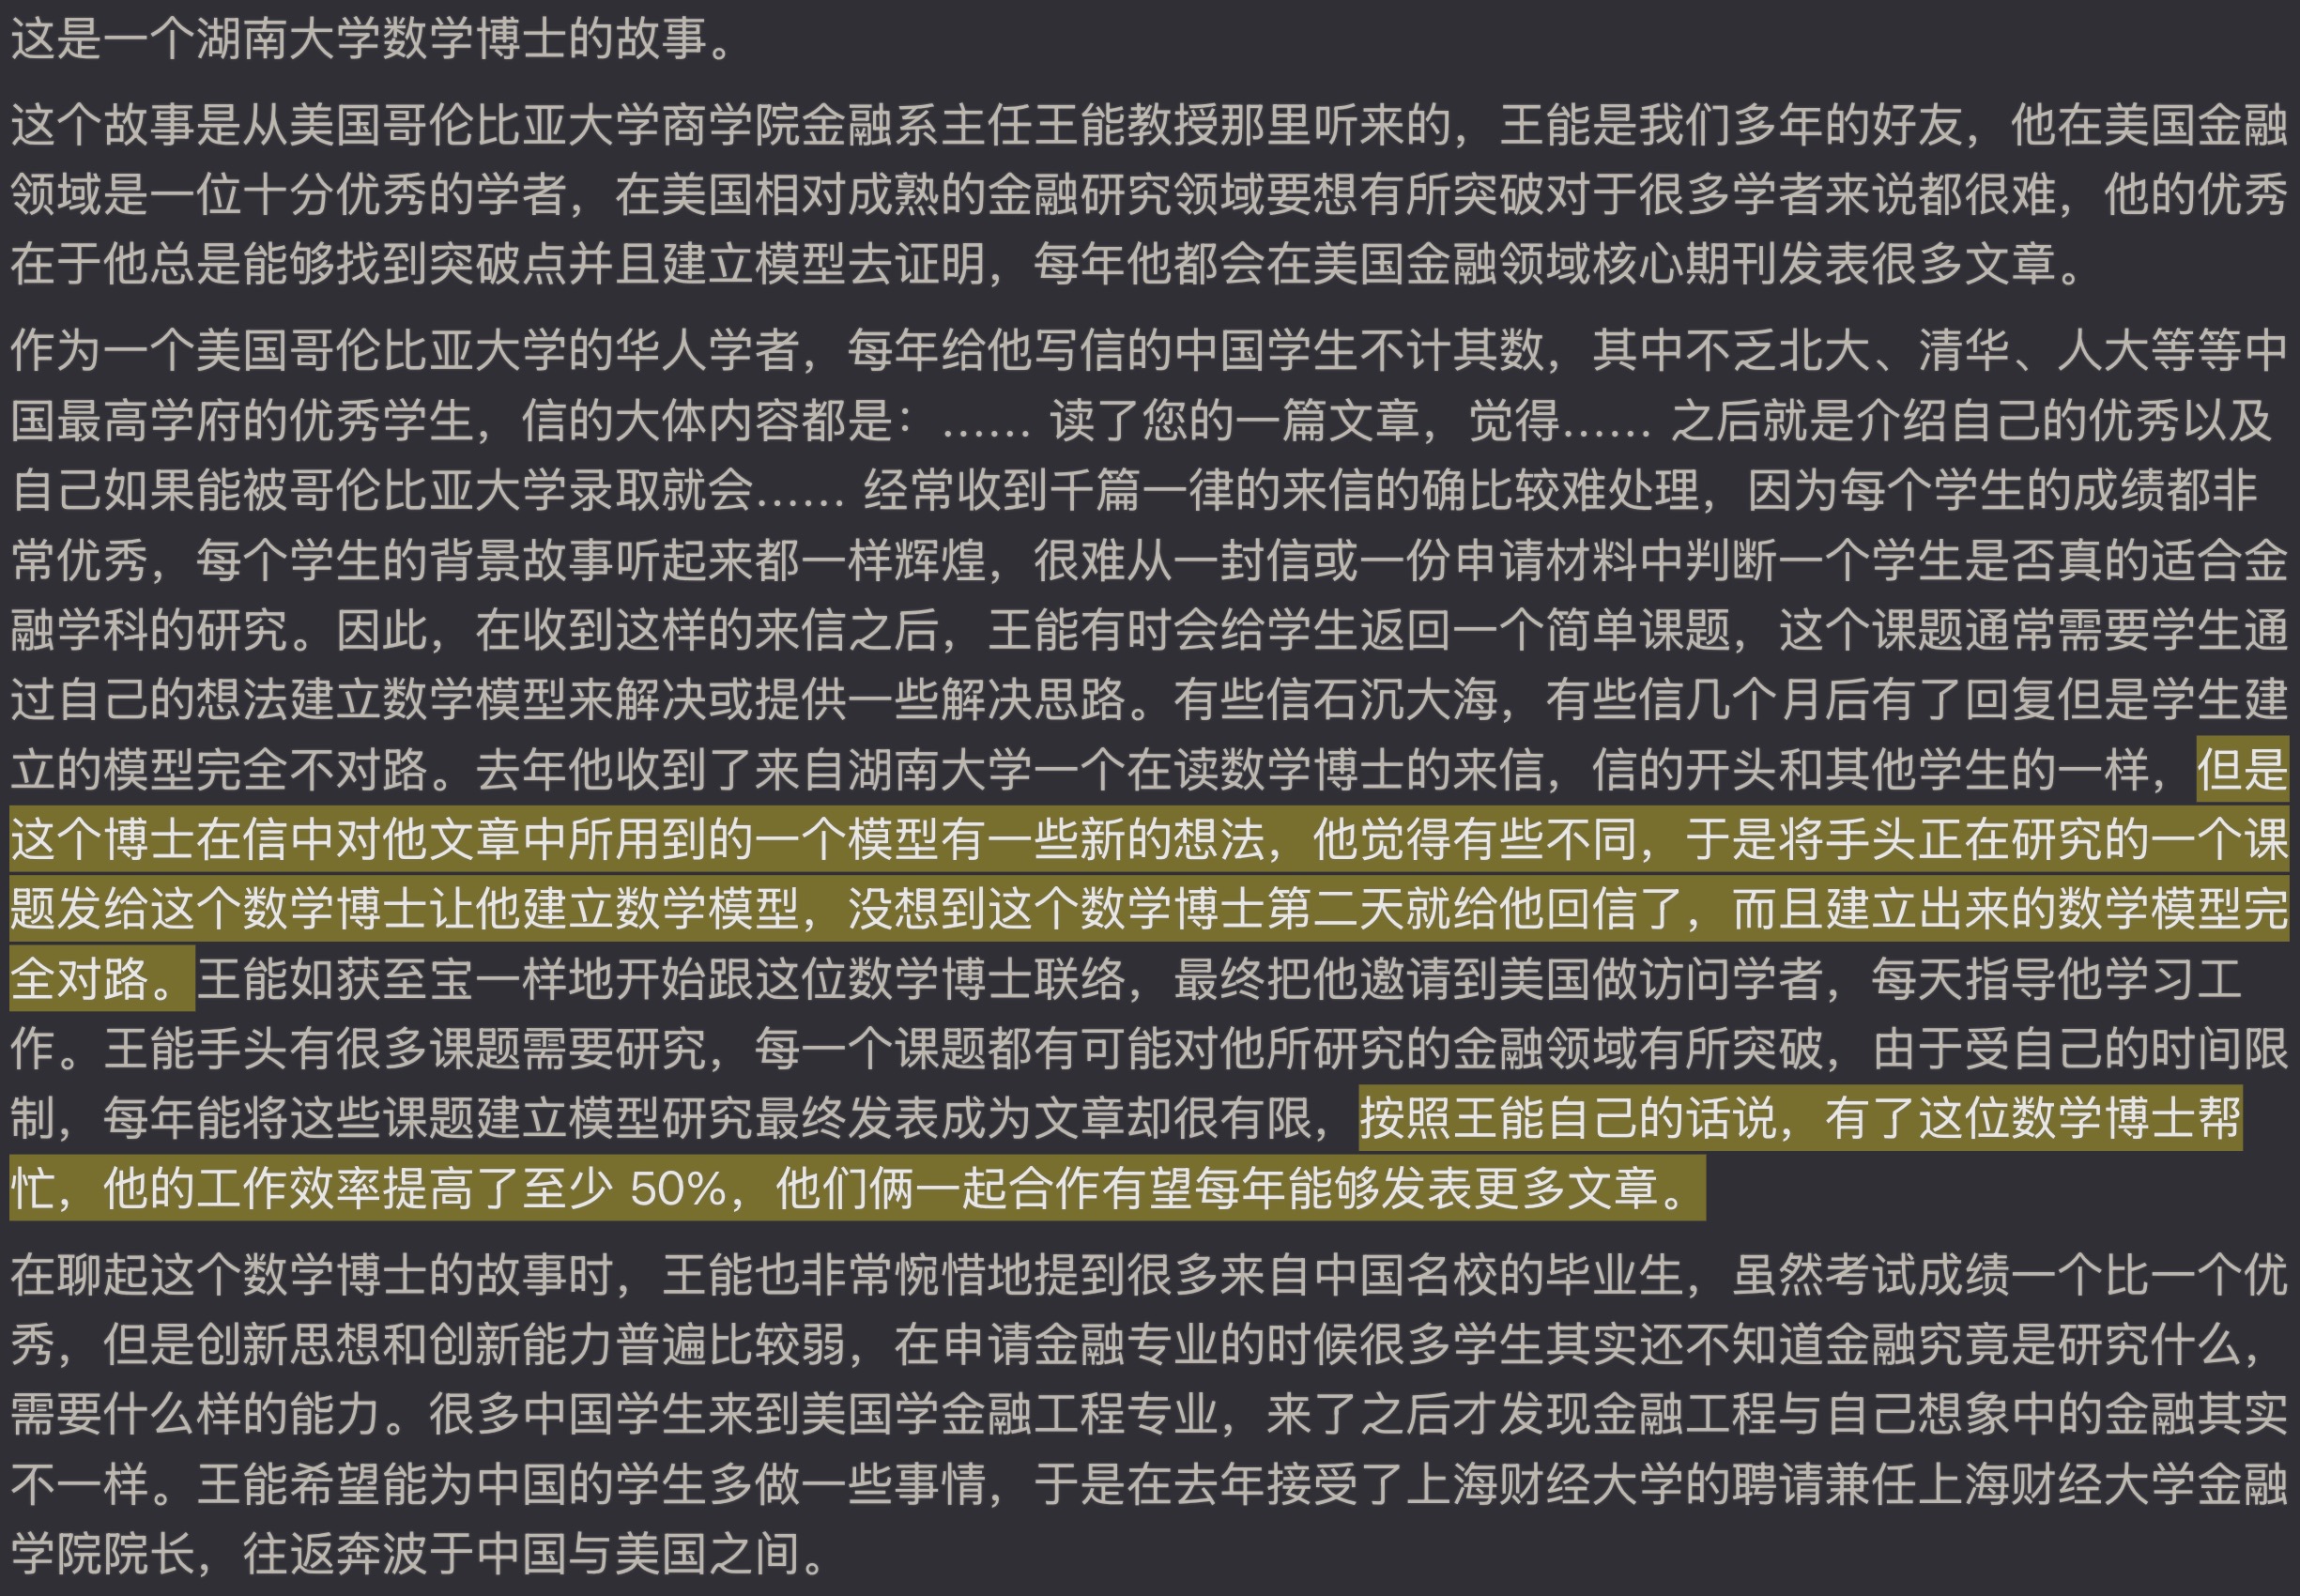 这是一个湖南大学数学博士的故事。
这个故事是从美国哥伦比亚大学商学院金融系主任王能教授那里听来的，王能是我们多年的好友，他在美国金融
领域是一位十分优秀的学者，在美国相对成熟的金融研究领域要想有所突破对于很多学者来说都很难，他的优秀
在于他总是能够找到突破点并且建立模型去证明，每年他都会在美国金融领域核心期刊发表很多文章。
作为一个美国哥伦比亚大学的华人学者，每年给他写信的中国学生不计其数，其中不乏北大、清华、人大等等中
国最高学府的优秀学生，信的大体内容都是：…… 读了您的一篇文章，觉得…… 之后就是介绍自己的优秀以及
自己如果能被哥伦比亚大学录取就会…… 经常收到千篇一律的来信的确比较难处理，因为每个学生的成绩都非
常优秀，每个学生的背景故事听起来都一样辉煌，很难从一封信或一份申请材料中判断一个学生是否真的适合金
融学科的研究。因此，在收到这样的来信之后，王能有时会给学生返回一个简单课题，这个课题通常需要学生通
过自己的想法建立数学模型来解决或提供一些解决思路。有些信石沉大海，有些信几个月后有了回复但是学生建
立的模型完全不对路。去年他收到了来自湖南大学一个在读数学博士的来信，信的开头和其他学生的一样，但是
这个博士在信中对他文章中所用到的一个模型有一些新的想法，他觉得有些不同，于是将手头正在研究的一个课
题发给这个数学博士让他建立数学模型，没想到这个数学博士第二天就给他回信了，而且建立出来的数学模型完
全对路。王能如获至宝一样地开始跟这位数学博士联络，最终把他邀请到美国做访问学者，每天指导他学习工
作。王能手头有很多课题需要研究，每一个课题都有可能对他所研究的金融领域有所突破，由于受自己的时间限
制，每年能将这些课题建立模型研究最终发表成为文章却很有限，按照王能自己的话说，有了这位数学博士帮
忙，他的工作效率提高了至少 50%，他们俩一起合作有望每年能够发表更多文章。
在聊起这个数学博士的故事时，王能也非常惋惜地提到很多来自中国名校的毕业生，虽然考试成绩一个比一个优
秀，但是创新思想和创新能力普遍比较弱，在申请金融专业的时候很多学生其实还不知道金融究竟是研究什么，
需要什么样的能力。很多中国学生来到美国学金融工程专业，来了之后才发现金融工程与自己想象中的金融其实
不一样。王能希望能为中国的学生多做一些事情，于是在去年接受了上海财经大学的聘请兼任上海财经大学金融
学院院长，往返奔波于中国与美国之间。